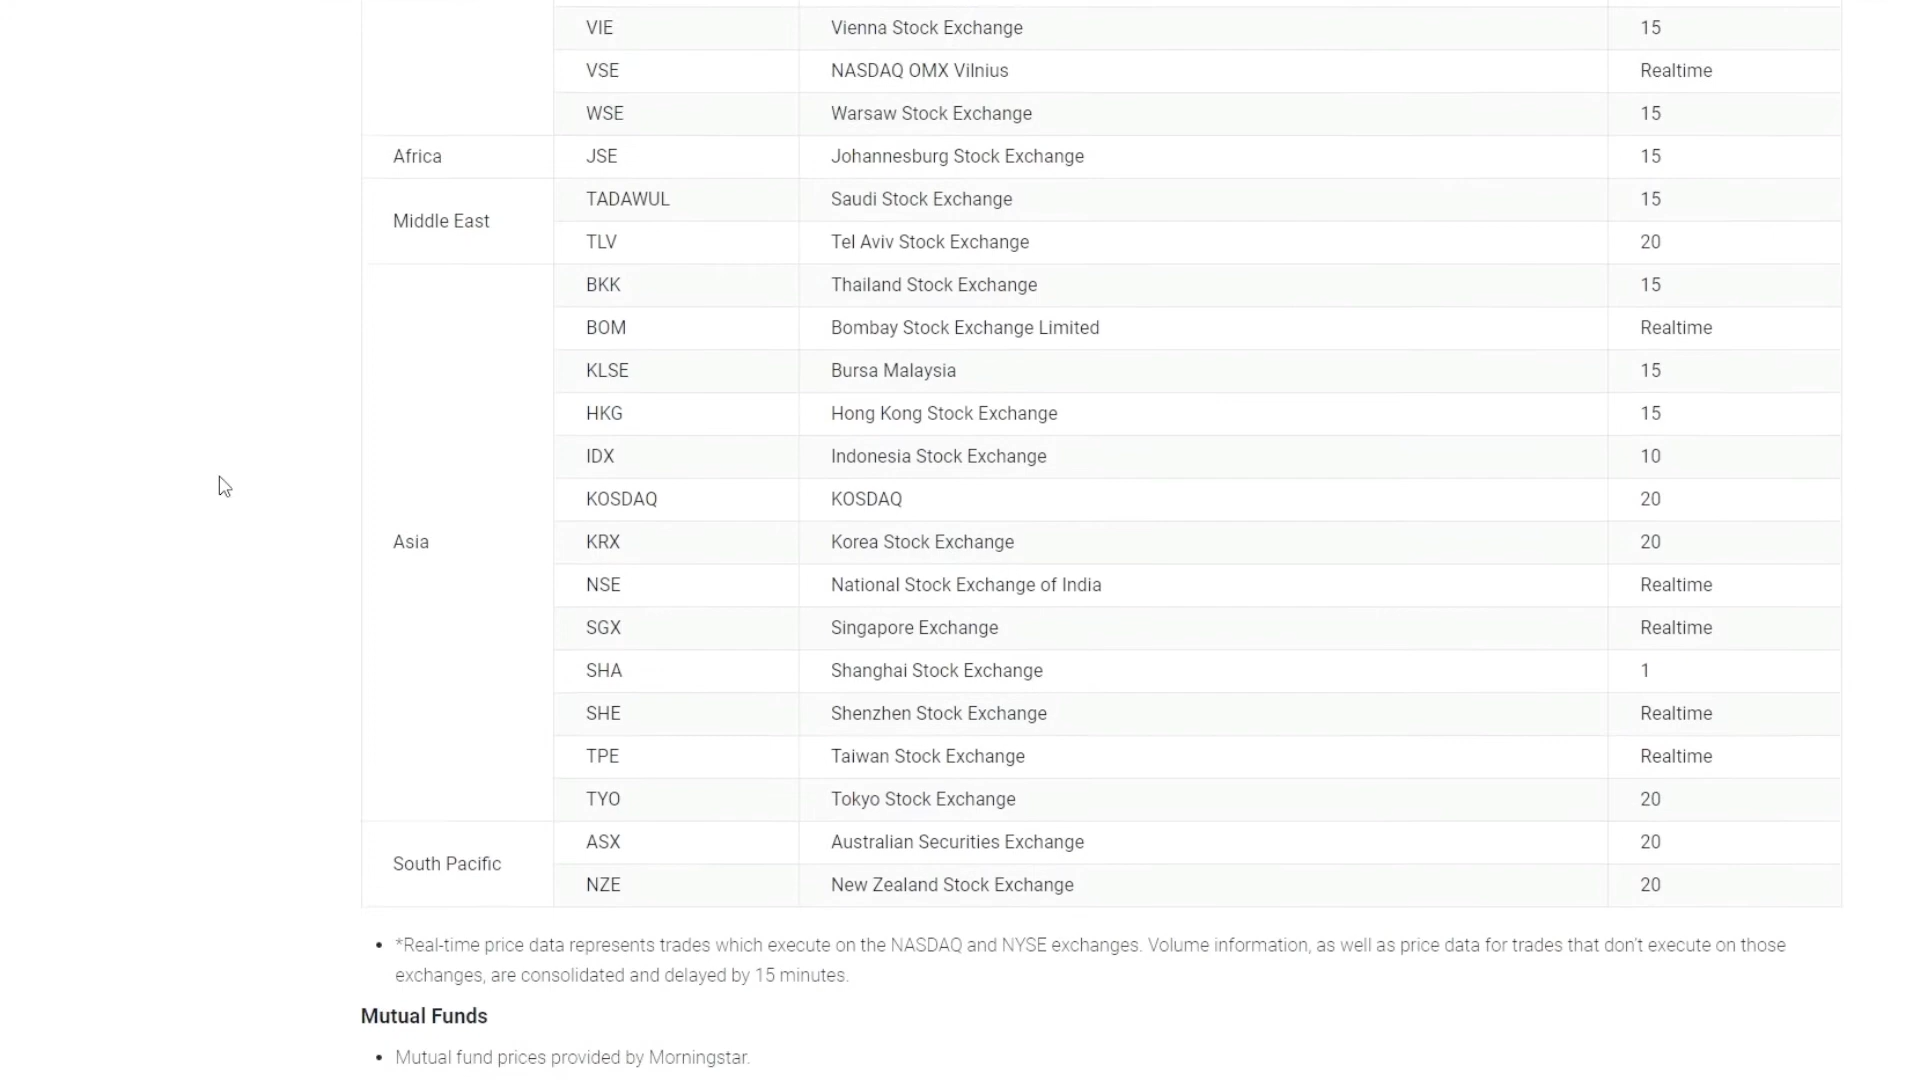 VIE Vienna Stock Exchange 15
VSE NASDAQ OMX Vilnius Realtime
WSE Warsaw Stock Exchange 15
Africa JSE Johannesburg Stock Exchange 15
Middle East
TADAWUL Saudi Stock Exchange 15
TLV Tel Aviv Stock Exchange 20
Asia
BKK Thailand Stock Exchange 15
BOM Bombay Stock Exchange Limited Realtime
KLSE Bursa Malaysia 15
HKG Hong Kong Stock Exchange 15
IDX Indonesia Stock Exchange 10
KOSDAQ KOSDAQ 20
KRX Korea Stock Exchange 20
NSE National Stock Exchange of India Realtime
SGX Singapore Exchange Realtime
SHA Shanghai Stock Exchange 1
SHE Shenzhen Stock Exchange Realtime
TPE Taiwan Stock Exchange Realtime
TYO Tokyo Stock Exchange 20
South Pacific
ASX Australian Securities Exchange 20
NZE New Zealand Stock Exchange 20
• *Real-time price data represents trades which execute on the NASDAQ and NYSE exchanges. Volume information, as well as price data for trades that don't execute on those
exchanges, are consolidated and delayed by 15 minutes.
Mutual Funds
• Mutual fund prices provided by Morningstar.